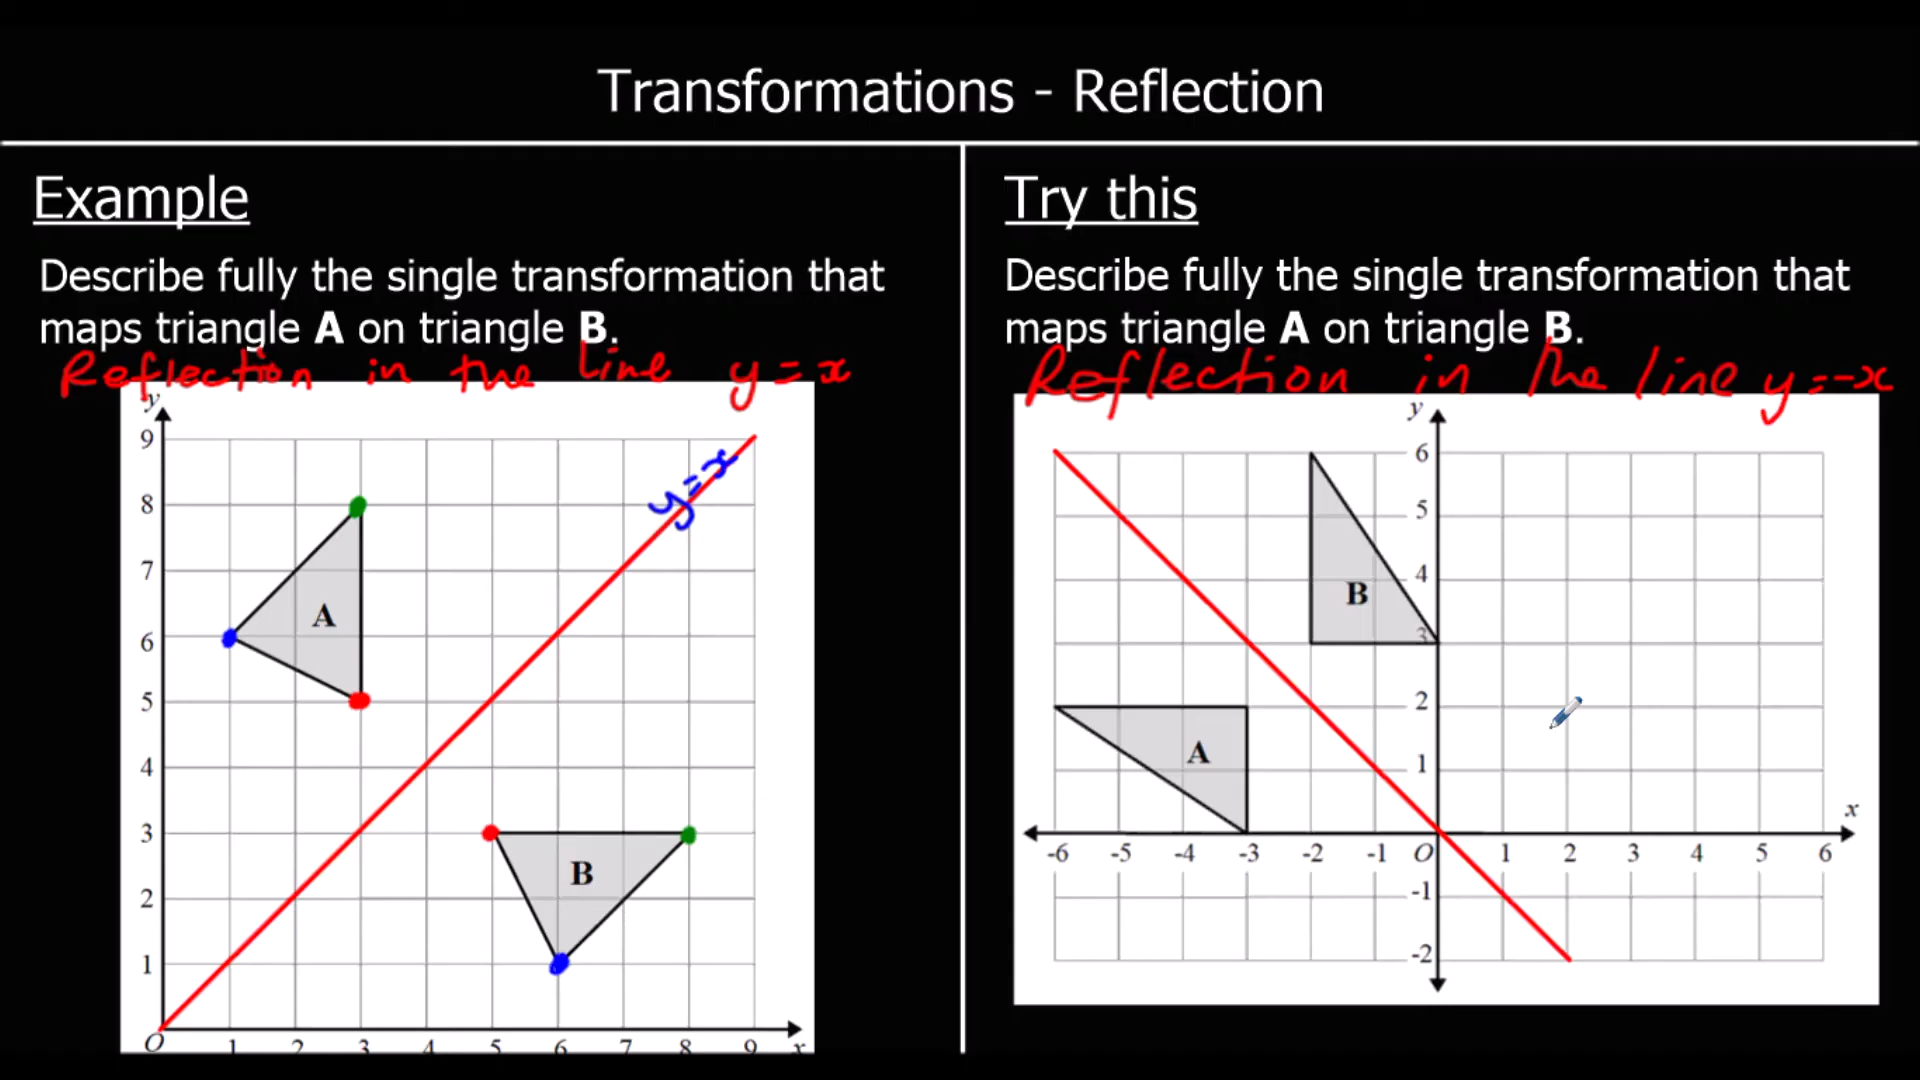 Transformations - Reflection
Example
Describe fully the single transformation that
maps triangle A on triangle B.
Reflection in the line y = x
y
9
8
7
6
5
4
3
2
1
O 1 2 3 4 5 6 7 8 9 x
A
B
y = x
Try this
Describe fully the single transformation that
maps triangle A on triangle B.
Reflection in the line y = -x
y
6
5
4
3
2
1
-6 -5 -4 -3 -2 -1 O 1 2 3 4 5 6
x
-1
-2
B
A